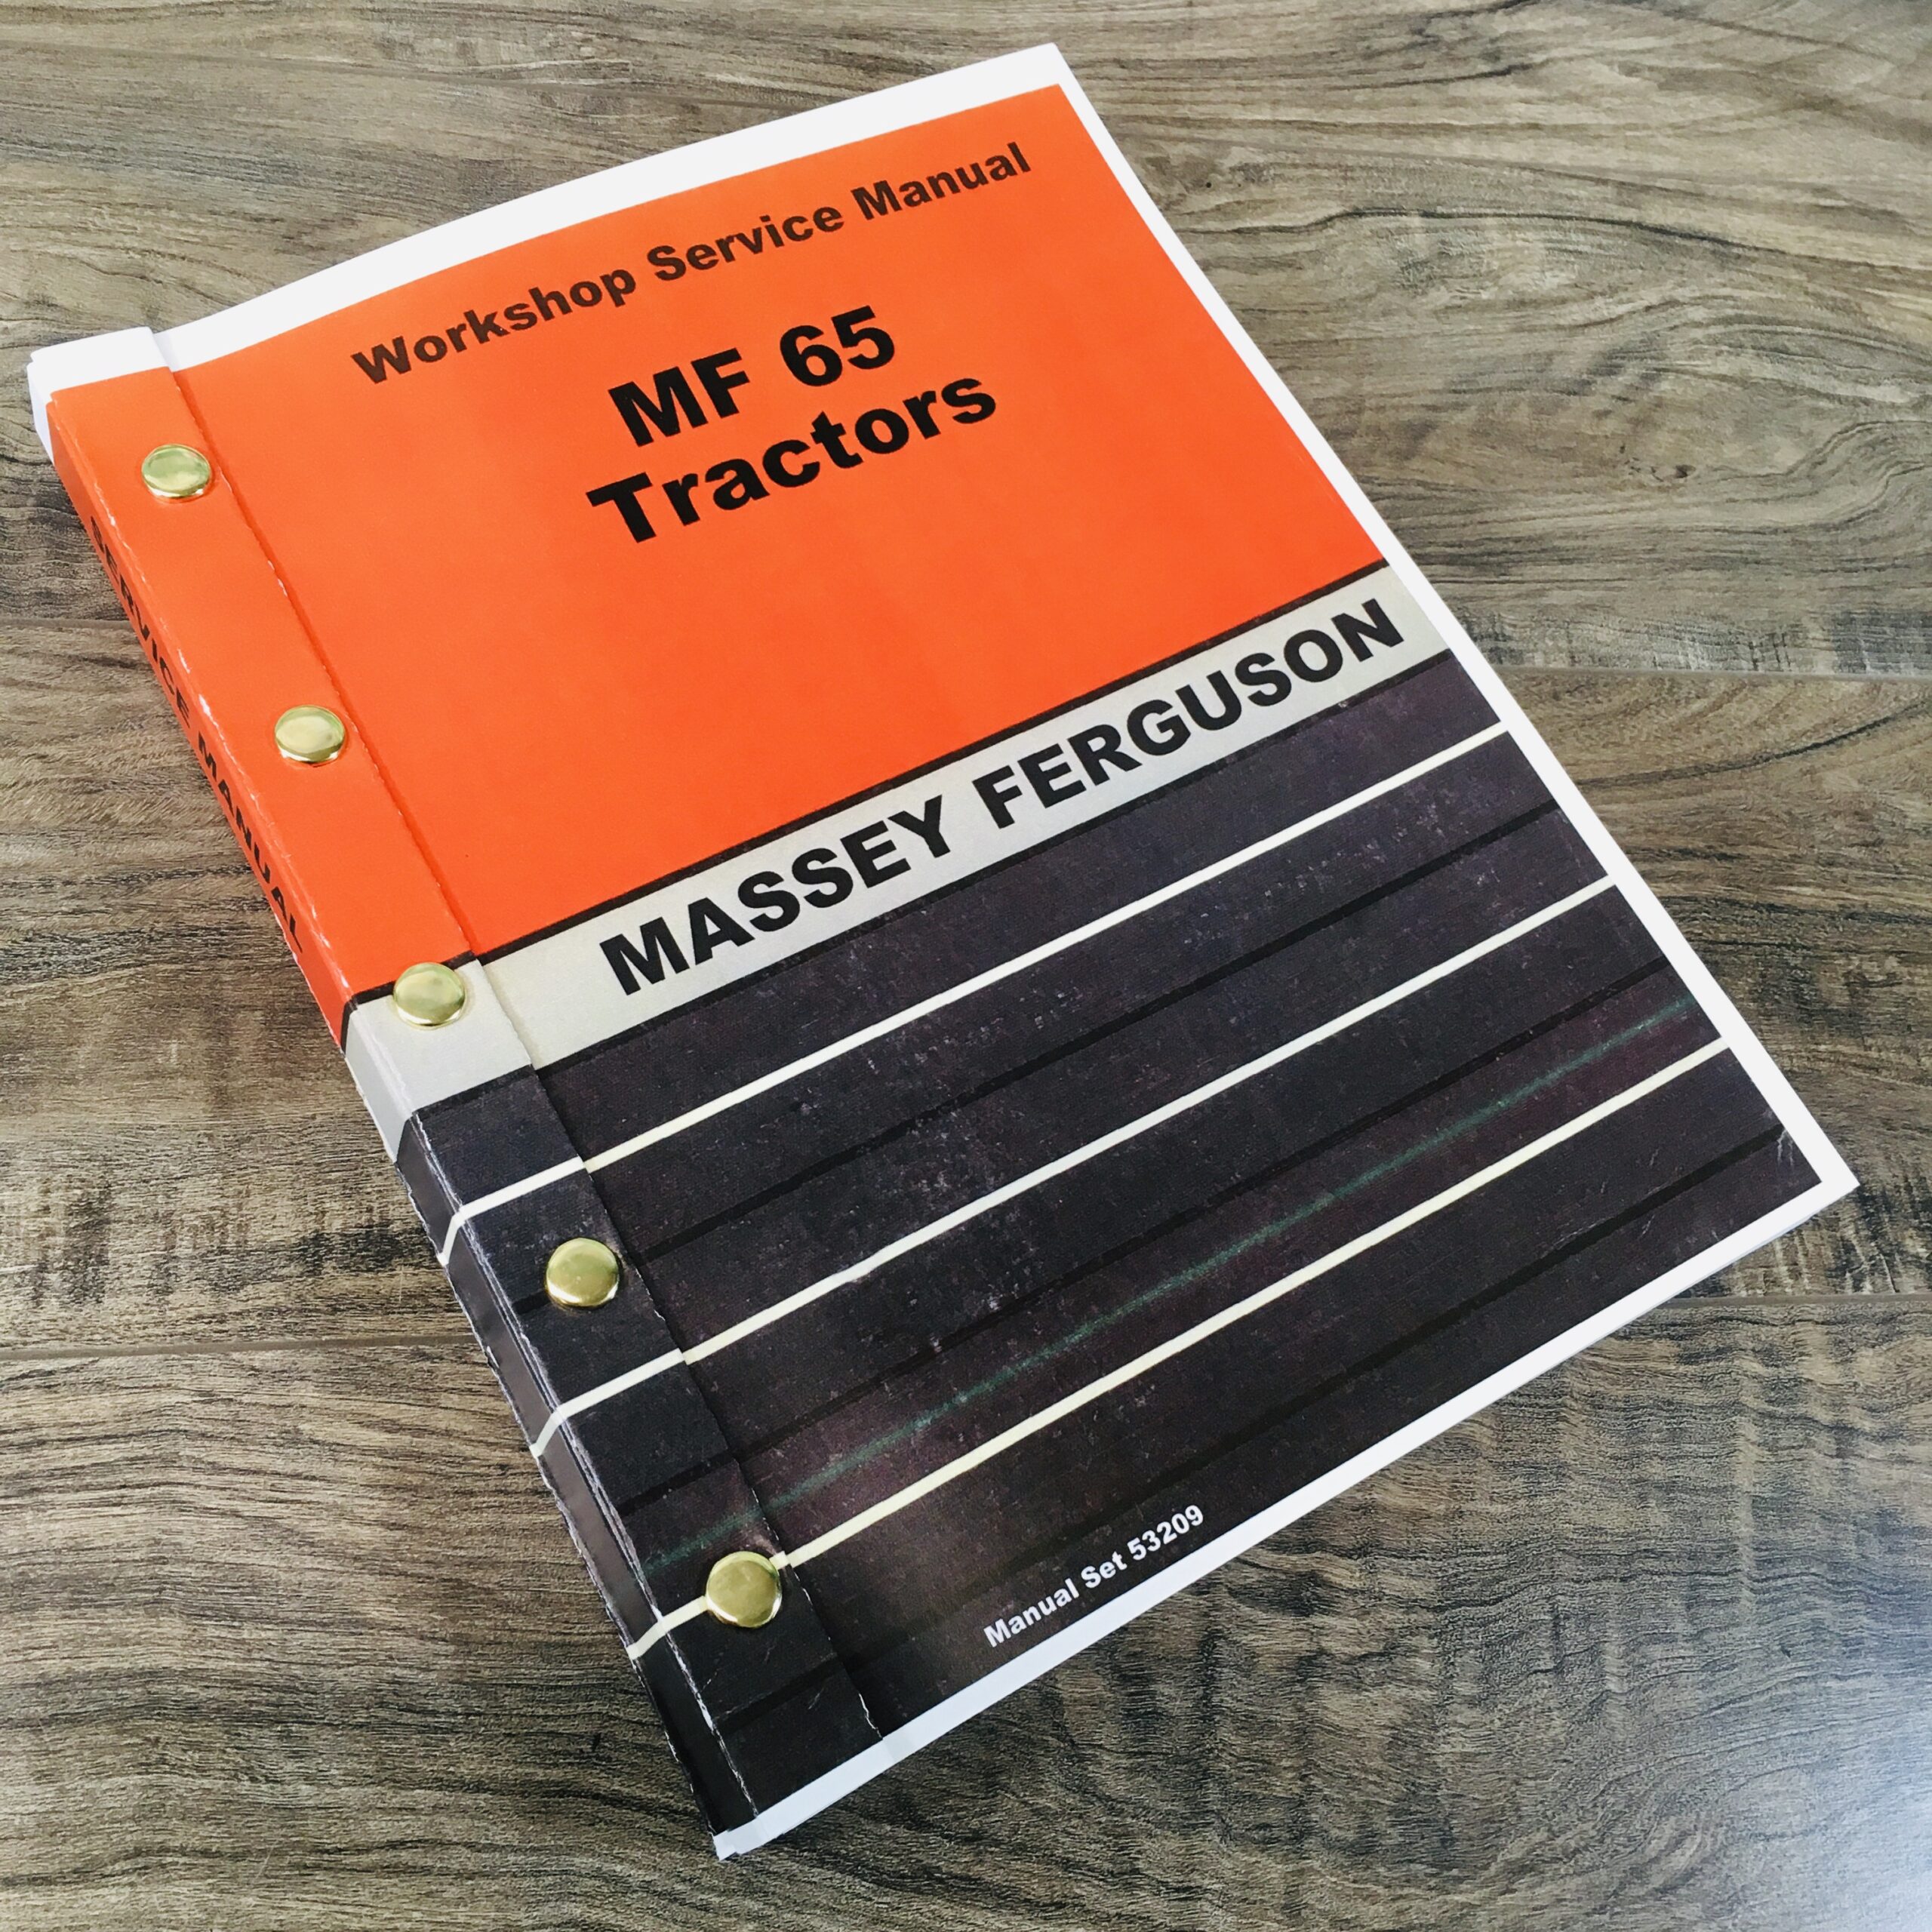 Workshop Service Manual
MF 65
Tractors
MASSEY FERGUSON
Manual Set 53209
SERVICE MANUAL